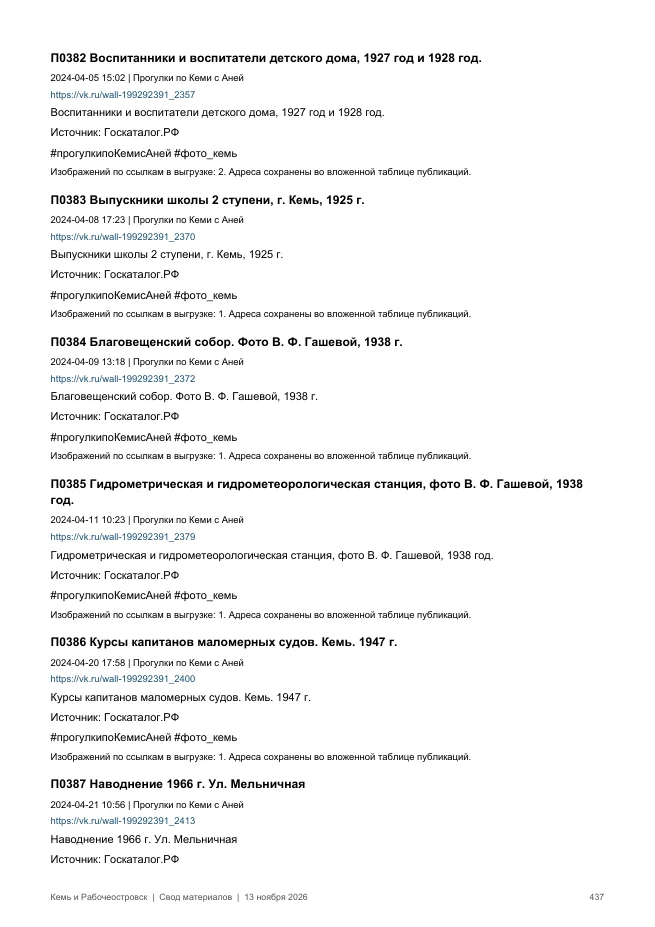 П0382 Воспитанники и воспитатели детского дома, 1927 год и 1928 год.
2024-04-05 15:02 | Прогулки по Кеми с Аней
https://vk.ru/wall-199292391_2357
Воспитанники и воспитатели детского дома, 1927 год и 1928 год.
Источник: Госкаталог.РФ
#прогулкипоКемисАней #фото_кемь
Изображений по ссылкам в выгрузке: 2. Адреса сохранены во вложенной таблице публикаций.
П0383 Выпускники школы 2 ступени, г. Кемь, 1925 г.
2024-04-08 17:23 | Прогулки по Кеми с Аней
https://vk.ru/wall-199292391_2370
Выпускники школы 2 ступени, г. Кемь, 1925 г.
Источник: Госкаталог.РФ
#прогулкипоКемисАней #фото_кемь
Изображений по ссылкам в выгрузке: 1. Адреса сохранены во вложенной таблице публикаций.
П0384 Благовещенский собор. Фото В. Ф. Гашевой, 1938 г.
2024-04-09 13:18 | Прогулки по Кеми с Аней
https://vk.ru/wall-199292391_2372
Благовещенский собор. Фото В. Ф. Гашевой, 1938 г.
Источник: Госкаталог.РФ
#прогулкипоКемисАней #фото_кемь
Изображений по ссылкам в выгрузке: 1. Адреса сохранены во вложенной таблице публикаций.
П0385 Гидрометрическая и гидрометеорологическая станция, фото В. Ф. Гашевой, 1938
год.
2024-04-11 10:23 | Прогулки по Кеми с Аней
https://vk.ru/wall-199292391_2379
Гидрометрическая и гидрометеорологическая станция, фото В. Ф. Гашевой, 1938 год.
Источник: Госкаталог.РФ
#прогулкипоКемисАней #фото_кемь
Изображений по ссылкам в выгрузке: 1. Адреса сохранены во вложенной таблице публикаций.
П0386 Курсы капитанов маломерных судов. Кемь. 1947 г.
2024-04-20 17:58 | Прогулки по Кеми с Аней
https://vk.ru/wall-199292391_2400
Курсы капитанов маломерных судов. Кемь. 1947 г.
Источник: Госкаталог.РФ
#прогулкипоКемисАней #фото_кемь
Изображений по ссылкам в выгрузке: 1. Адреса сохранены во вложенной таблице публикаций.
П0387 Наводнение 1966 г. Ул. Мельничная
2024-04-21 10:56 | Прогулки по Кеми с Аней
https://vk.ru/wall-199292391_2413
Наводнение 1966 г. Ул. Мельничная
Источник: Госкаталог.РФ
Кемь и Рабочеостровск | Свод материалов | 13 ноября 2026 437